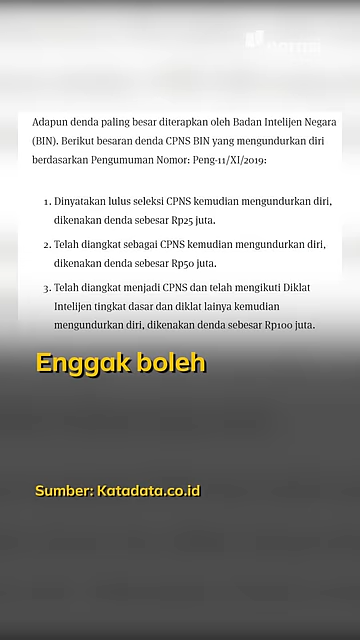 Adapun denda paling besar diterapkan oleh Badan Intelijen Negara
(BIN). Berikut besaran denda CPNS BIN yang mengundurkan diri
berdasarkan Pengumuman Nomor: Peng-11/XI/2019:
1. Dinyatakan lulus seleksi CPNS kemudian mengundurkan diri,
dikenakan denda sebesar Rp25 juta.
2. Telah diangkat sebagai CPNS kemudian mengundurkan diri,
dikenakan denda sebesar Rp50 juta.
3. Telah diangkat menjadi CPNS dan telah mengikuti Diklat
Intelijen tingkat dasar dan diklat lainya kemudian
mengundurkan diri, dikenakan denda sebesar Rp100 juta.
Enggak boleh
Sumber: Katadata.co.id